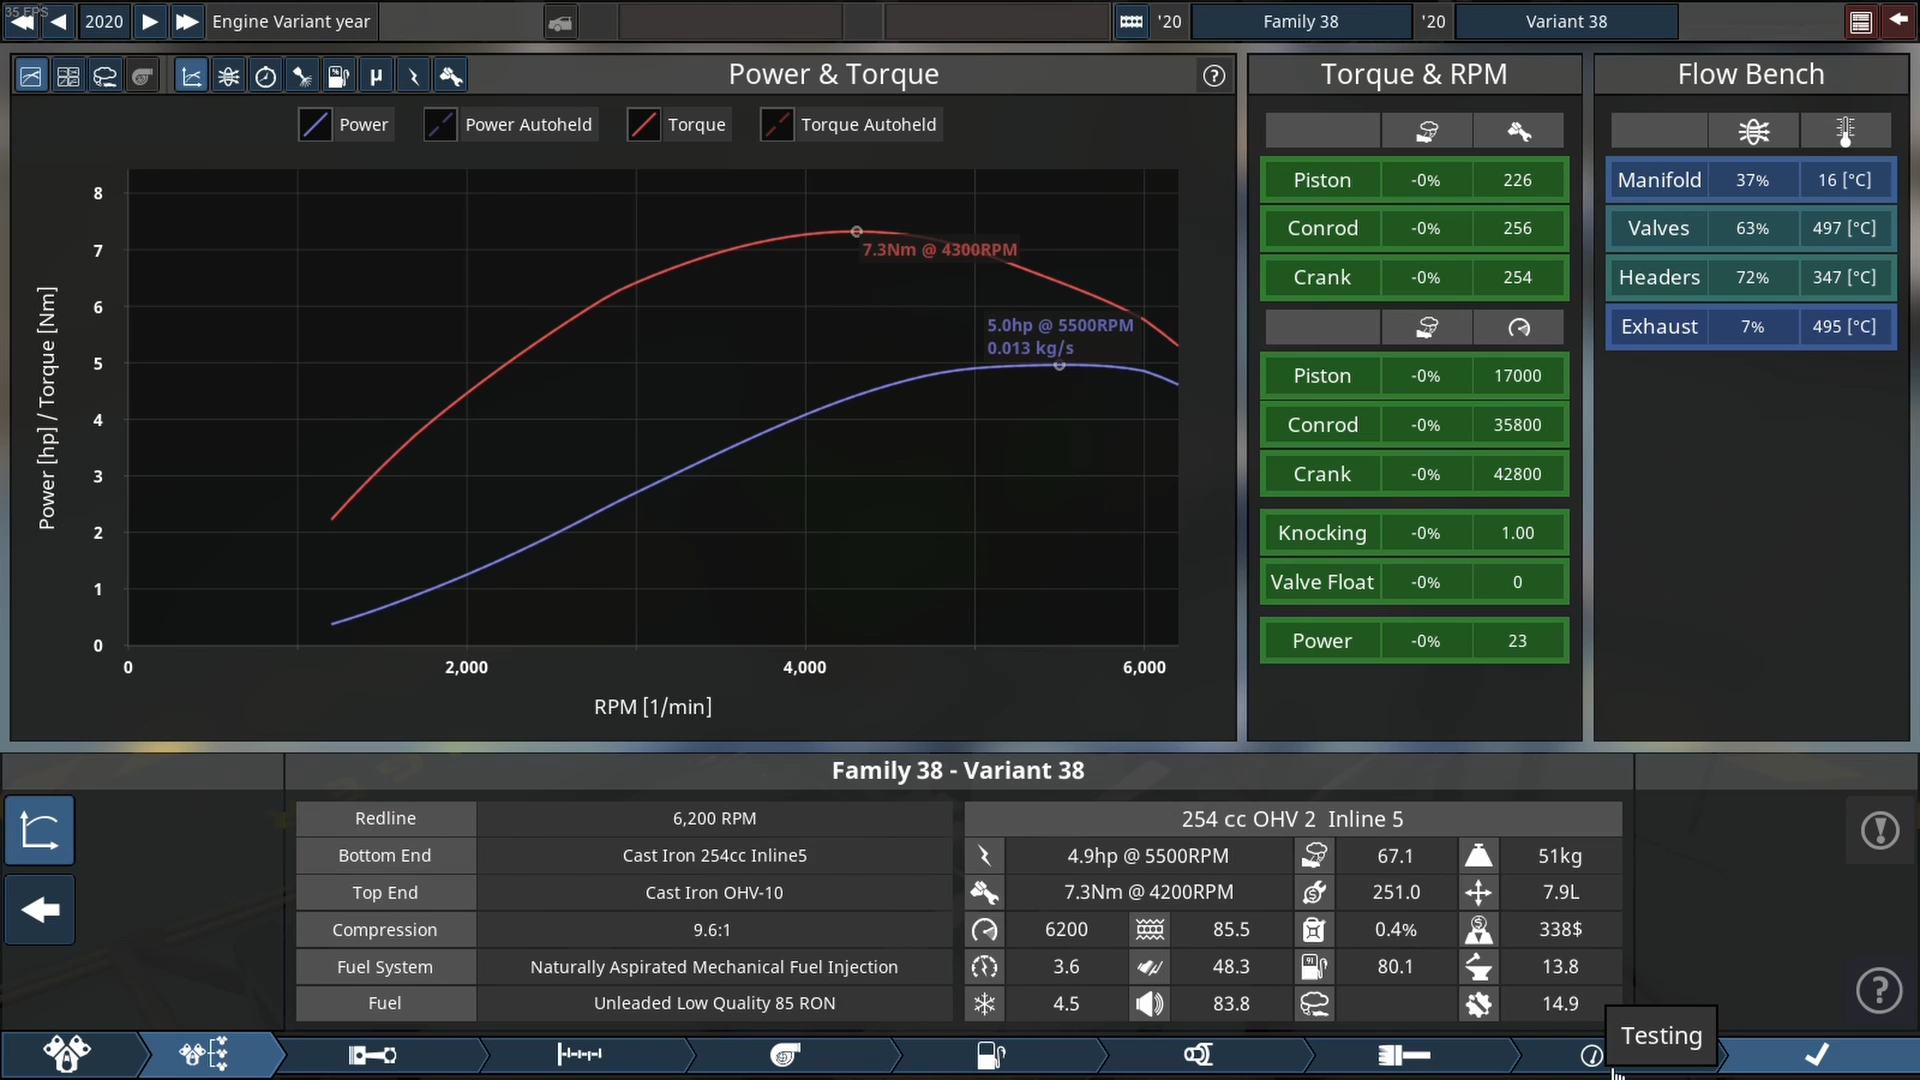 35 FPS
2020
Engine Variant year
'20
Family 38
'20
Variant 38
Power & Torque
Power
Power Autoheld
Torque
Torque Autoheld
Power [hp] / Torque [Nm]
8
7
6
5
4
3
2
1
0
7.3Nm @ 4300RPM
5.0hp @ 5500RPM
0.013 kg/s
0
2,000
4,000
6,000
RPM [1/min]
Torque & RPM
Piston -0% 226
Conrod -0% 256
Crank -0% 254
Piston -0% 17000
Conrod -0% 35800
Crank -0% 42800
Knocking -0% 1.00
Valve Float -0% 0
Power -0% 23
Flow Bench
Manifold 37% 16 [°C]
Valves 63% 497 [°C]
Headers 72% 347 [°C]
Exhaust 7% 495 [°C]
Family 38 - Variant 38
Redline 6,200 RPM
Bottom End Cast Iron 254cc Inline5
Top End Cast Iron OHV-10
Compression 9.6:1
Fuel System Naturally Aspirated Mechanical Fuel Injection
Fuel Unleaded Low Quality 85 RON
254 cc OHV 2 Inline 5
4.9hp @ 5500RPM 67.1 51kg
7.3Nm @ 4200RPM 251.0 7.9L
6200 85.5 0.4% 338$
3.6 48.3 80.1 13.8
4.5 83.8 14.9
Testing